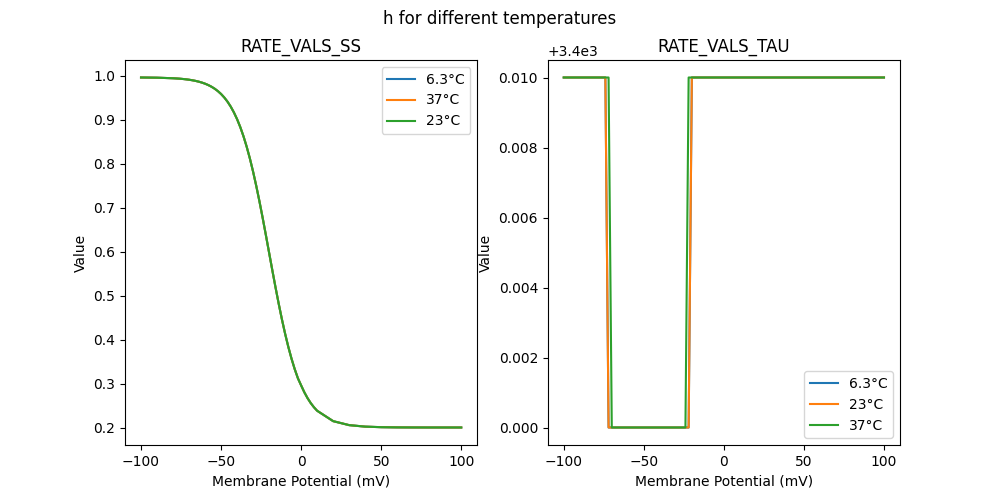 h for different temperatures
RATE_VALS_SS
1.0
0.9
0.8
0.7
0.6
0.5
0.4
0.3
0.2
Value
−100
−50
0
50
100
Membrane Potential (mV)
6.3°C
37°C
23°C
RATE_VALS_TAU
+3.4e3
0.010
0.008
0.006
0.004
0.002
0.000
Value
−100
−50
0
50
100
Membrane Potential (mV)
6.3°C
23°C
37°C